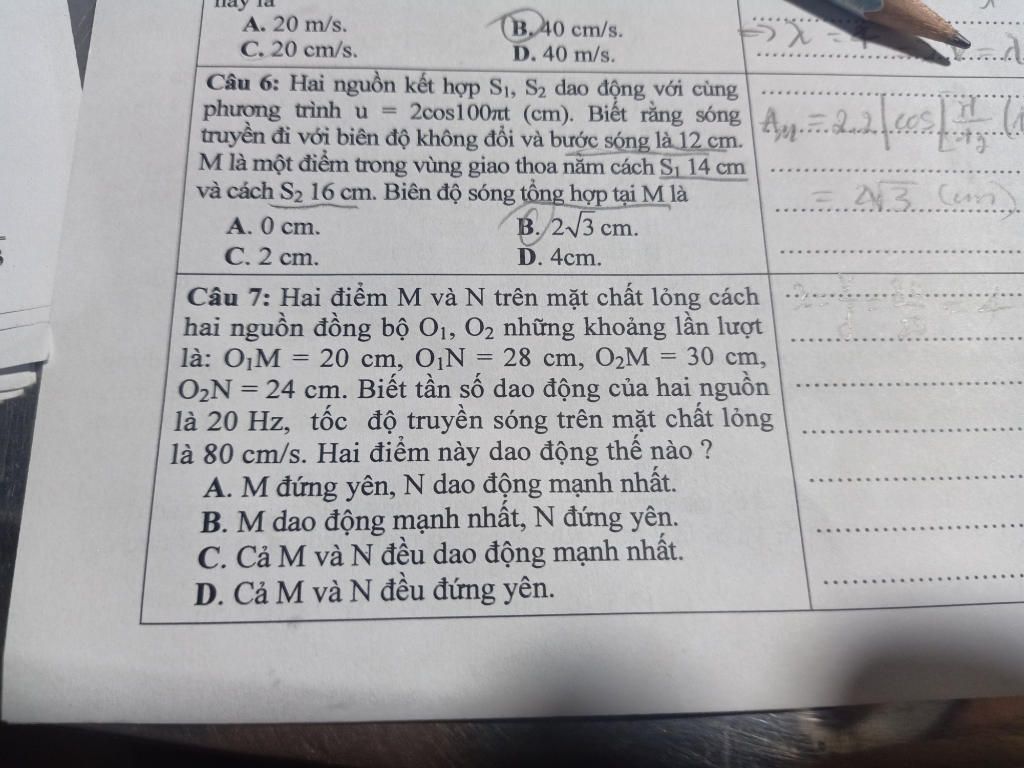 này là
A. 20 m/s.
B. 40 cm/s.
C. 20 cm/s.
D. 40 m/s.
Câu 6: Hai nguồn kết hợp S₁, S₂ dao động với cùng
phương trình u = 2cos100πt (cm). Biết rằng sóng
truyền đi với biên độ không đổi và bước sóng là 12 cm.
M là một điểm trong vùng giao thoa nằm cách S₁ 14 cm
và cách S₂ 16 cm. Biên độ sóng tổng hợp tại M là
A. 0 cm.
B. 2√3 cm.
C. 2 cm.
D. 4cm.
Câu 7: Hai điểm M và N trên mặt chất lỏng cách
hai nguồn đồng bộ O₁, O₂ những khoảng lần lượt
là: O₁M = 20 cm, O₁N = 28 cm, O₂M = 30 cm,
O₂N = 24 cm. Biết tần số dao động của hai nguồn
là 20 Hz, tốc độ truyền sóng trên mặt chất lỏng
là 80 cm/s. Hai điểm này dao động thế nào ?
A. M đứng yên, N dao động mạnh nhất.
B. M dao động mạnh nhất, N đứng yên.
C. Cả M và N đều dao động mạnh nhất.
D. Cả M và N đều đứng yên.
⇒ λ =
A_M = 2.2|cos[π/12 (
= 2√3 (cm)